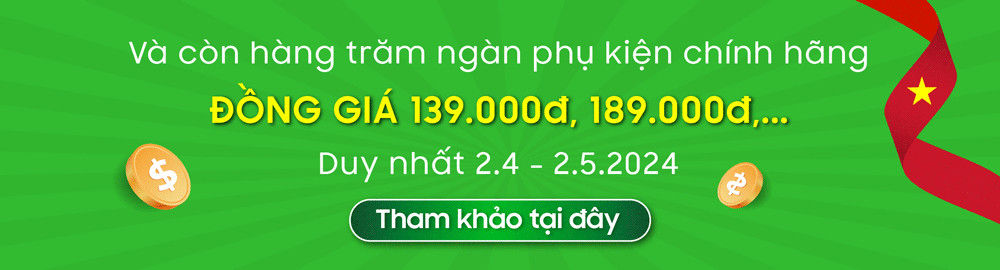 Và còn hàng trăm ngàn phụ kiện chính hãng
ĐỒNG GIÁ 139.000đ, 189.000đ,...
Duy nhất 2.4 - 2.5.2024
Tham khảo tại đây